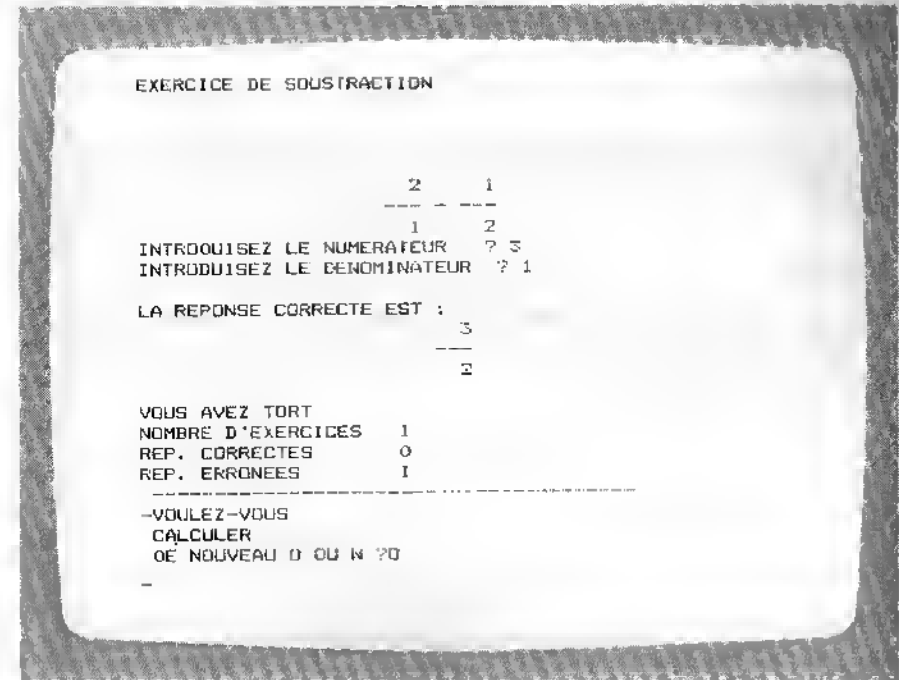 EXERCICE DE SOUSTRACTION
2 1
--- - ---
1 2
INTRODUISEZ LE NUMERATEUR ? 3
INTRODUISEZ LE DENOMINATEUR ? 1
LA REPONSE CORRECTE EST :
3
---
2
VOUS AVEZ TORT
NOMBRE D'EXERCICES 1
REP. CORRECTES 0
REP. ERRONEES 1
-VOULEZ-VOUS
CALCULER
DE NOUVEAU O OU N ?O